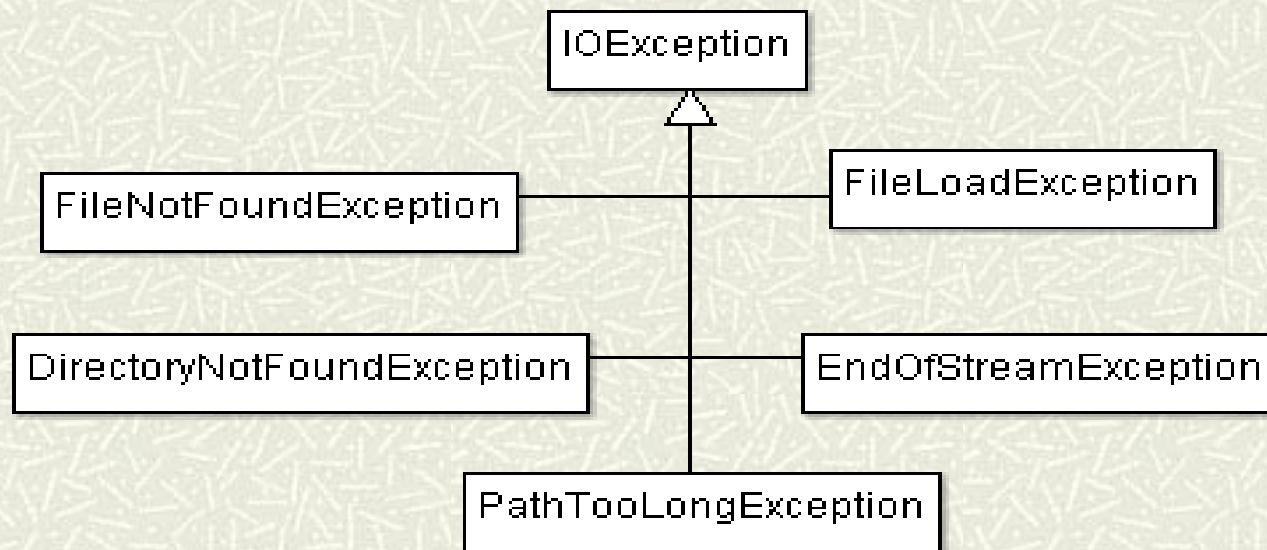 IOException
FileNotFoundException
FileLoadException
DirectoryNotFoundException
EndOfStreamException
PathTooLongException